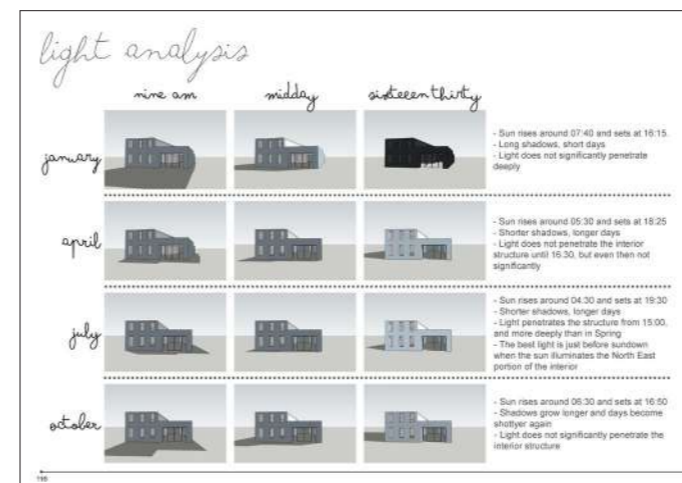 light analysis
nine am
midday
sixteeen thirty
january
- Sun rises around 07:40 and sets at 16:15.
- Long shadows, short days
- Light does not significantly penetrate
deeply
april
- Sun rises around 05:30 and sets at 18:25
- Shorter shadows, longer days
- Light does not penetrate the interior
structure until 16:30, but even then not
significantly
july
- Sun rises around 04:30 and sets at 19:30
- Shorter shadows, longer days
- Light penetrates the structure from 15:00,
and more deeply than in Spring
- The best light is just before sundown
when the sun illuminates the North East
portion of the interior
october
- Sun rises around 06:30 and sets at 16:50
- Shadows grow longer and days become
shotlyer again
- Light does not significantly penetrate the
interior structure